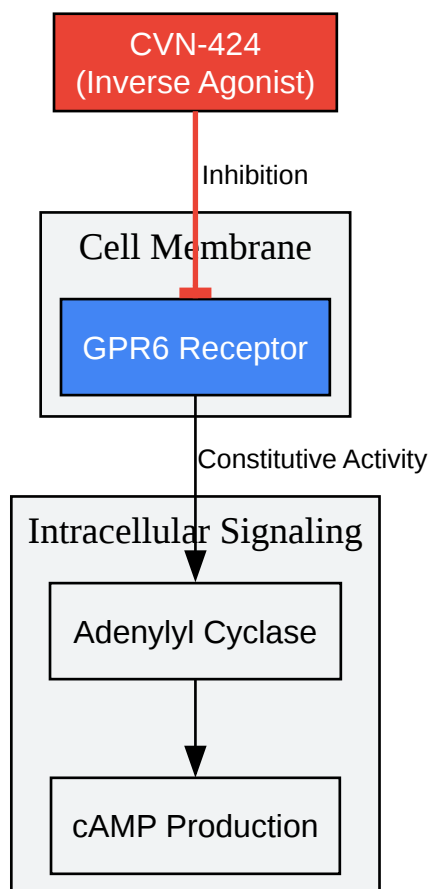 CVN-424
(Inverse Agonist)
Inhibition
Cell Membrane
GPR6 Receptor
Constitutive Activity
Intracellular Signaling
Adenylyl Cyclase
cAMP Production